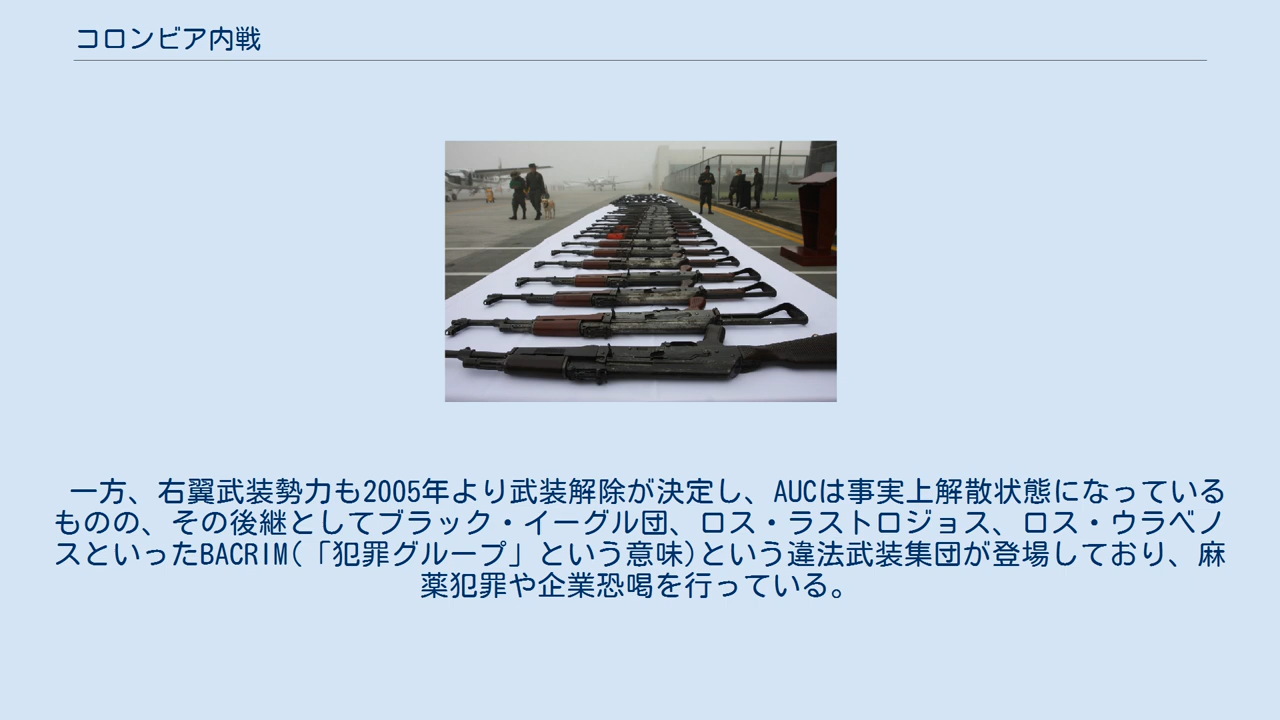 コロンビア内戦
一方、右翼武装勢力も2005年より武装解除が決定し、AUCは事実上解散状態になっている
ものの、その後継としてブラック・イーグル団、ロス・ラストロジョス、ロス・ウラベノ
スといったBACRIM(「犯罪グループ」という意味)という違法武装集団が登場しており、麻
薬犯罪や企業恐喝を行っている。